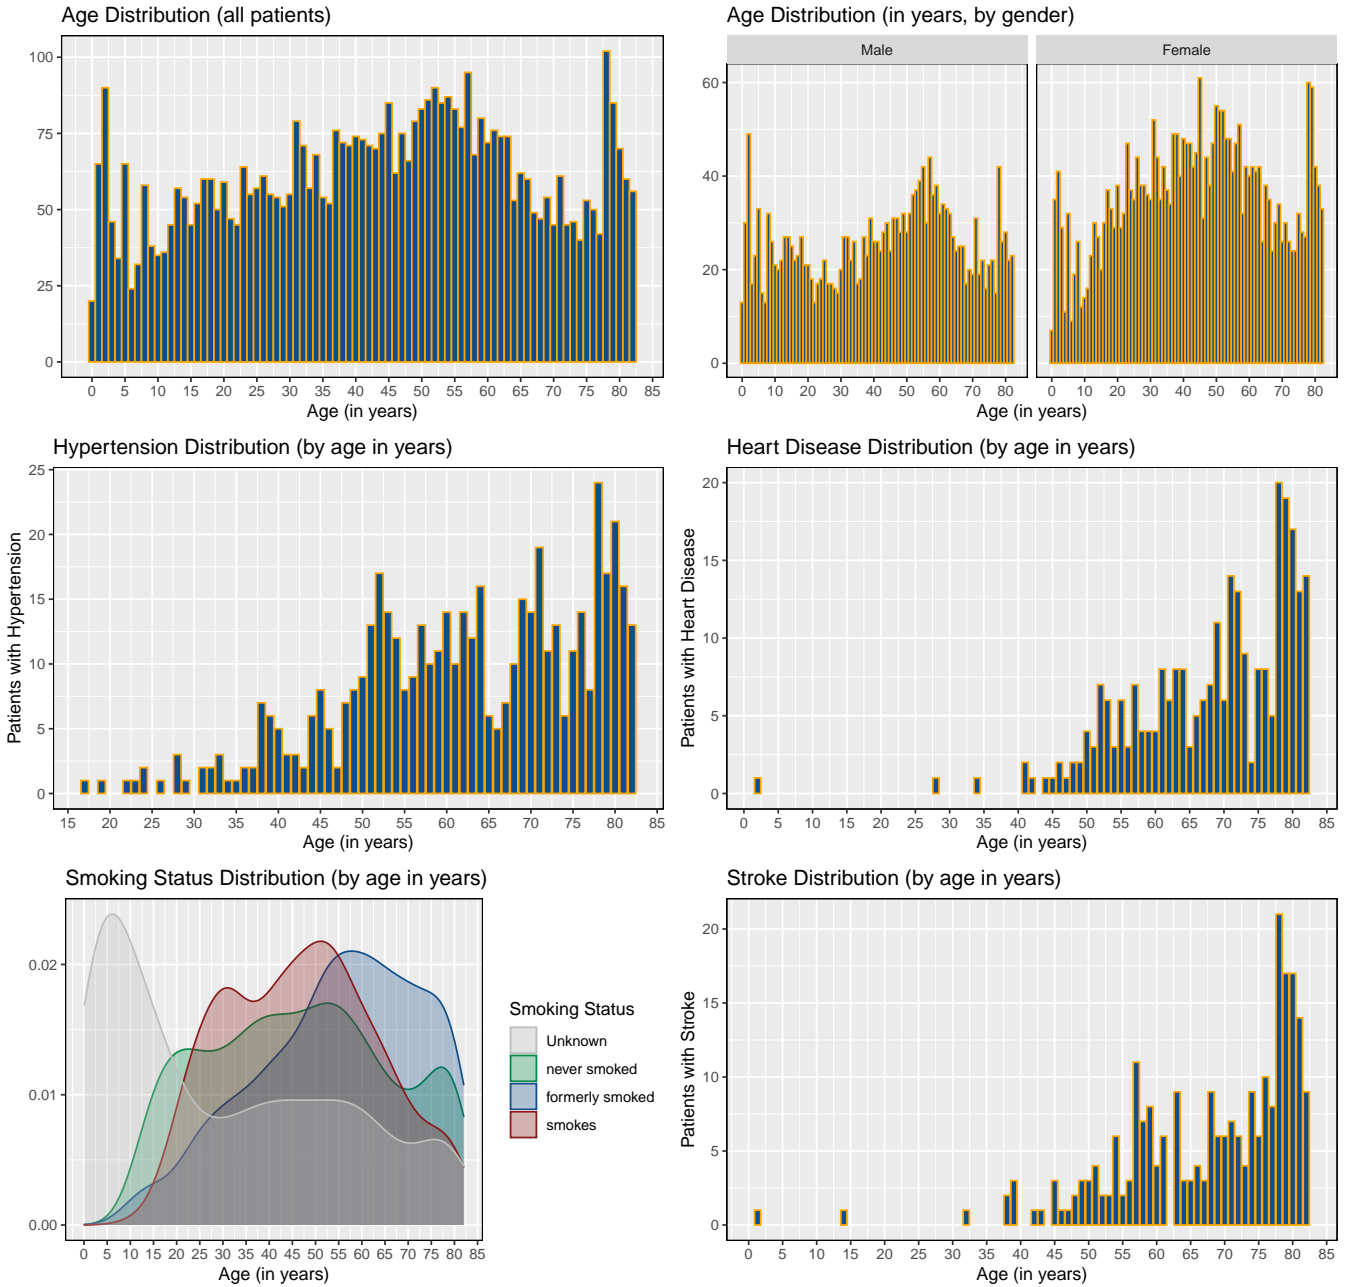 Age Distribution (all patients)
100
75
50
25
0
0 5 10 15 20 25 30 35 40 45 50 55 60 65 70 75 80 85
Age (in years)
Age Distribution (in years, by gender)
Male Female
60
40
20
0
0 10 20 30 40 50 60 70 80 0 10 20 30 40 50 60 70 80
Age (in years)
Hypertension Distribution (by age in years)
Patients with Hypertension
25
20
15
10
5
0
15 20 25 30 35 40 45 50 55 60 65 70 75 80 85
Age (in years)
Heart Disease Distribution (by age in years)
Patients with Heart Disease
20
15
10
5
0
0 5 10 15 20 25 30 35 40 45 50 55 60 65 70 75 80 85
Age (in years)
Smoking Status Distribution (by age in years)
0.02
0.01
0.00
0 5 10 15 20 25 30 35 40 45 50 55 60 65 70 75 80 85
Age (in years)
Smoking Status
Unknown
never smoked
formerly smoked
smokes
Stroke Distribution (by age in years)
Patients with Stroke
20
15
10
5
0
0 5 10 15 20 25 30 35 40 45 50 55 60 65 70 75 80 85
Age (in years)